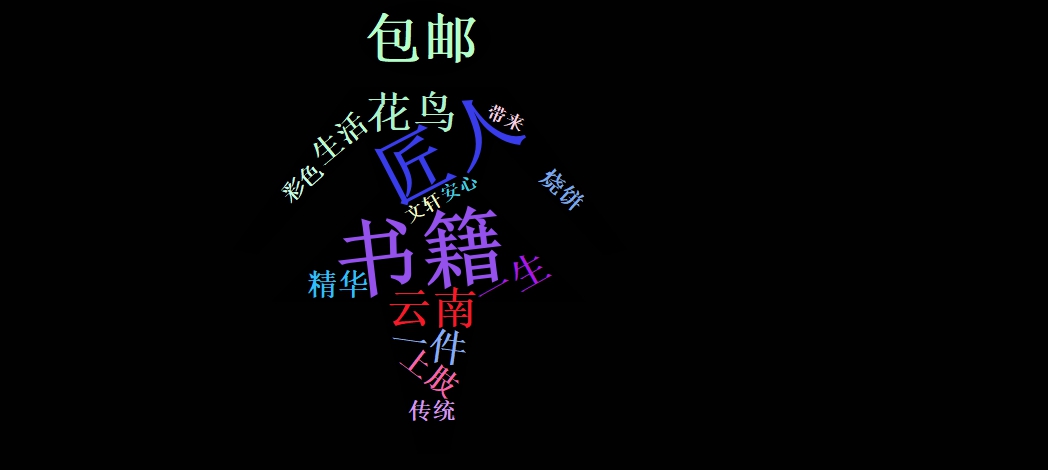 包邮
花鸟
带来
生活
匠人
彩色
烧饼
安心
文轩
书籍
一生
精华
云南
一件
上肢
传统